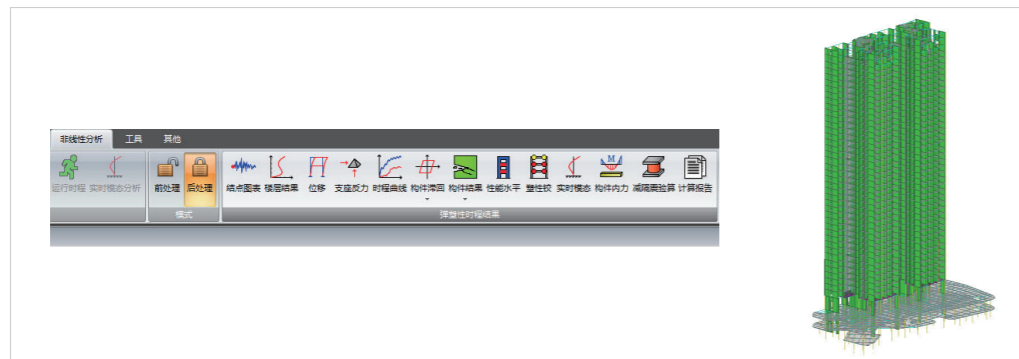 非线性分析 工具 其他
运行时程 实时模态分析 前处理 后处理 结点图表 楼层结果 位移 支座反力 时程曲线 构件滞回 构件结果 性能水平 塑性铰 实时模态 构件内力 减隔震验算 计算报告
模式 弹塑性时程结果